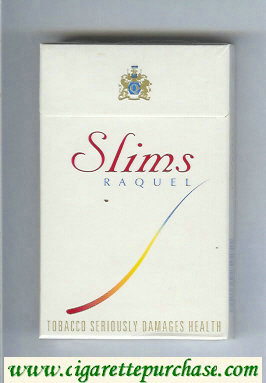 Slims
RAQUEL
TOBACCO SERIOUSLY DAMAGES HEALTH
www.cigarettepurchase.com